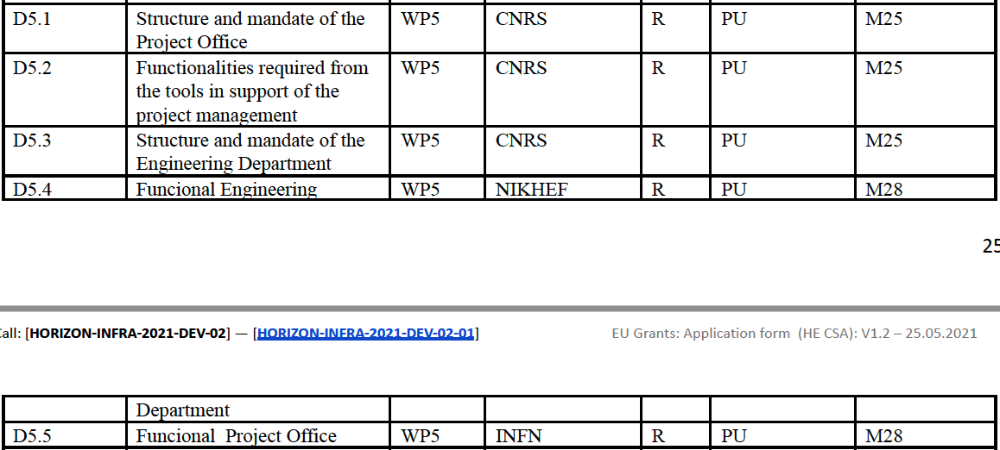 D5.1 Structure and mandate of the WP5 CNRS R PU M25
Project Office
D5.2 Functionalities required from WP5 CNRS R PU M25
the tools in support of the
project management
D5.3 Structure and mandate of the WP5 CNRS R PU M25
Engineering Department
D5.4 Funcional Engineering WP5 NIKHEF R PU M28
25
Call: [HORIZON-INFRA-2021-DEV-02] — [HORIZON-INFRA-2021-DEV-02-01] EU Grants: Application form (HE CSA): V1.2 – 25.05.2021
Department
D5.5 Funcional Project Office WP5 INFN R PU M28